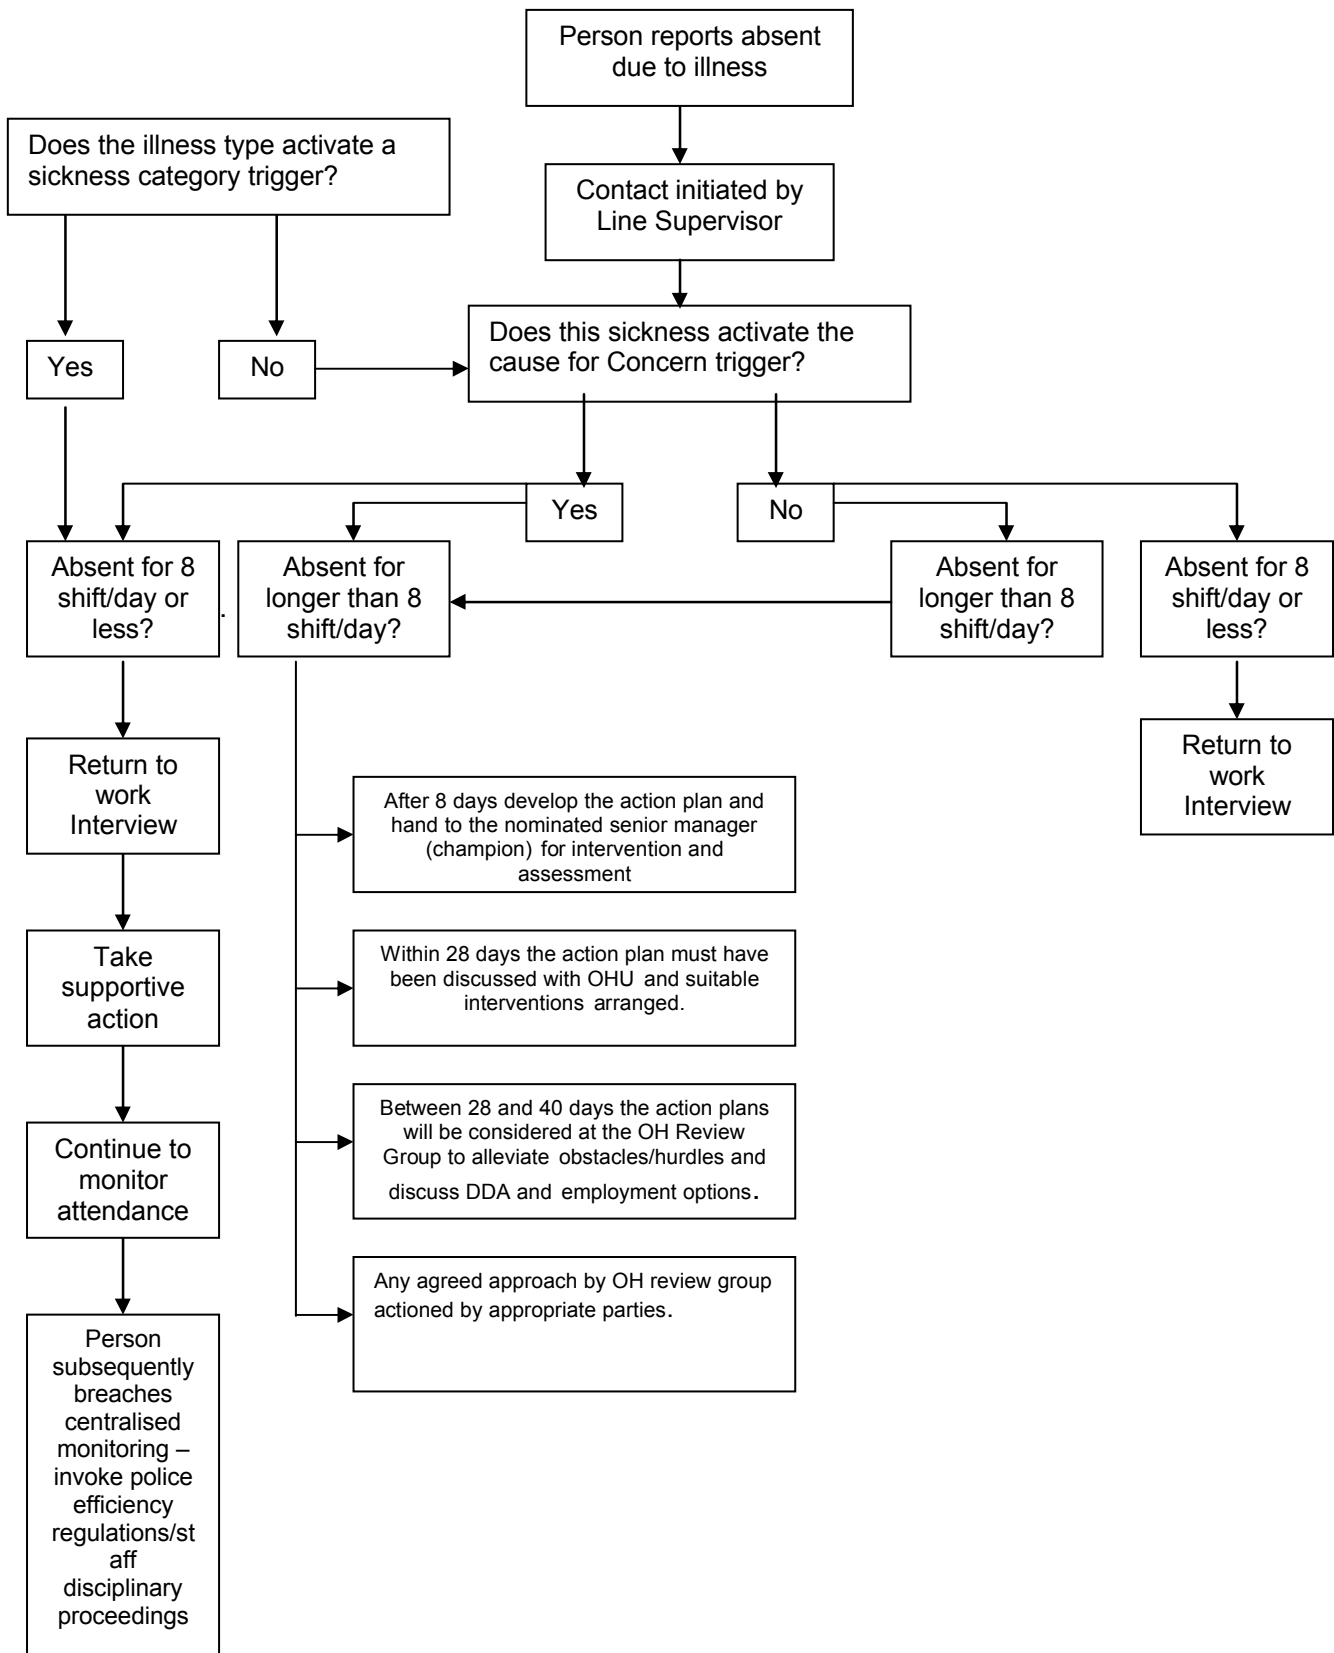 Person reports absent
due to illness
Does the illness type activate a
sickness category trigger?
Contact initiated by
Line Supervisor
Does this sickness activate the
cause for Concern trigger?
Yes
No
Yes
No
Absent for 8
shift/day or
less?
.
Absent for
longer than 8
shift/day?
Absent for
longer than 8
shift/day?
Absent for 8
shift/day or
less?
Return to
work
Interview
Return to
work
Interview
After 8 days develop the action plan and
hand to the nominated senior manager
(champion) for intervention and
assessment
Take
supportive
action
Within 28 days the action plan must have
been discussed with OHU and suitable
interventions arranged.
Continue to
monitor
attendance
Between 28 and 40 days the action plans
will be considered at the OH Review
Group to alleviate obstacles/hurdles and
discuss DDA and employment options.
Any agreed approach by OH review group
actioned by appropriate parties.
Person
subsequently
breaches
centralised
monitoring –
invoke police
efficiency
regulations/st
aff
disciplinary
proceedings